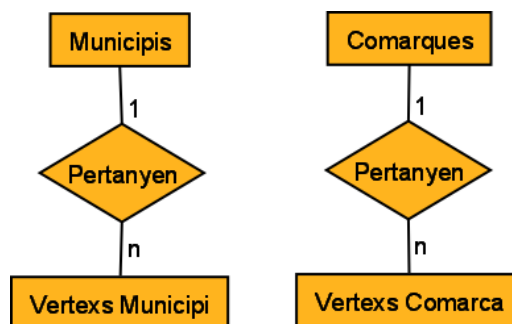 Municipis
1
Pertanyen
n
Vertexs Municipi
Comarques
1
Pertanyen
n
Vertexs Comarca